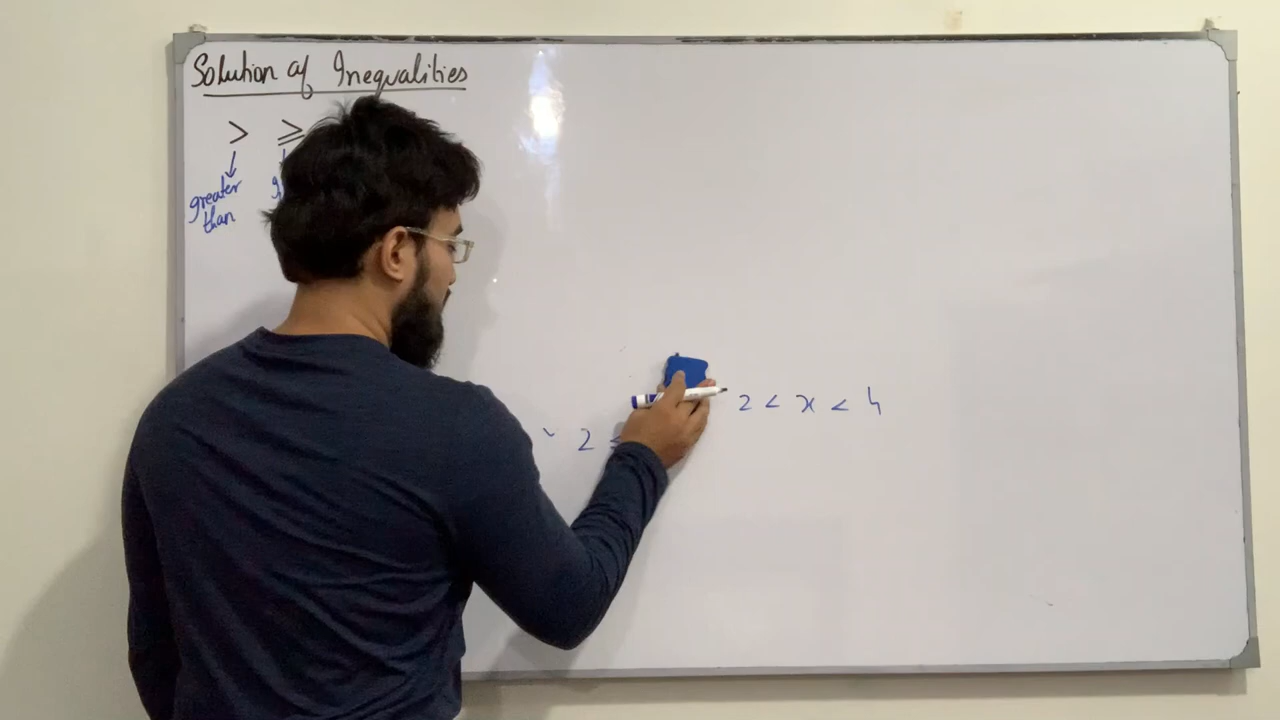 Solution of Inequalities
> ≥
greater
than
2 < x < 4
2 ≤